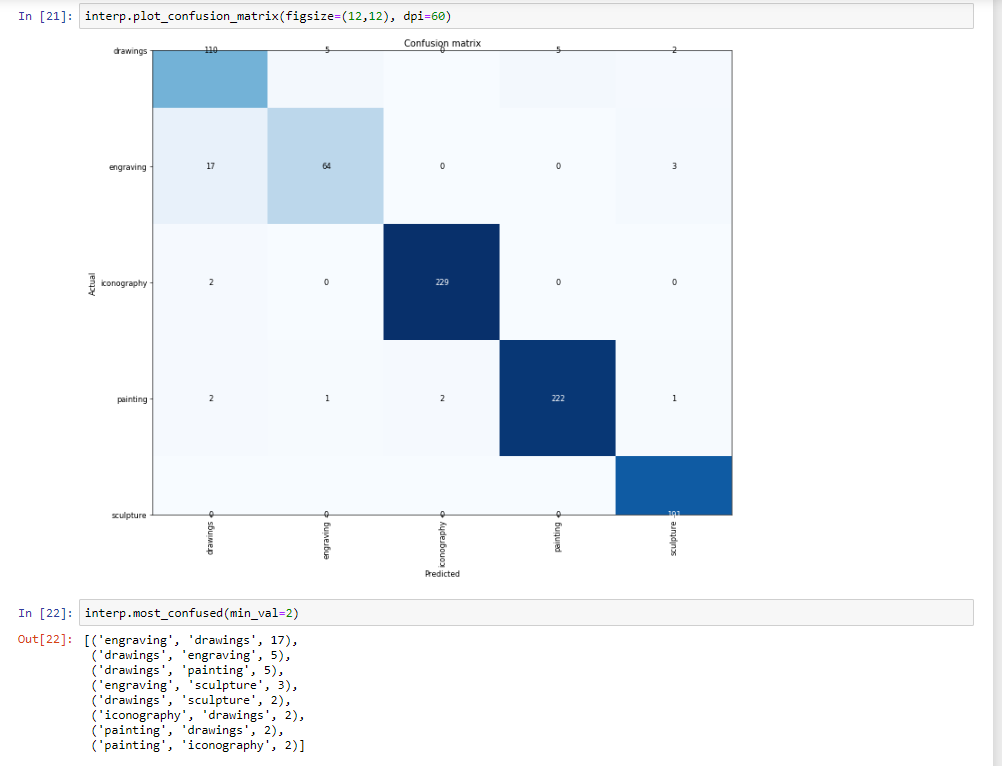 In [21]: interp.plot_confusion_matrix(figsize=(12,12), dpi=60)
Confusion matrix
drawings 110 5 0 5 2
engraving 17 64 0 0 3
Actual
iconography 2 0 229 0 0
painting 2 1 2 222 1
sculpture 0 0 0 0 191
drawings engraving iconography painting sculpture
Predicted
In [22]: interp.most_confused(min_val=2)
Out[22]: [('engraving', 'drawings', 17),
('drawings', 'engraving', 5),
('drawings', 'painting', 5),
('engraving', 'sculpture', 3),
('drawings', 'sculpture', 2),
('iconography', 'drawings', 2),
('painting', 'drawings', 2),
('painting', 'iconography', 2)]